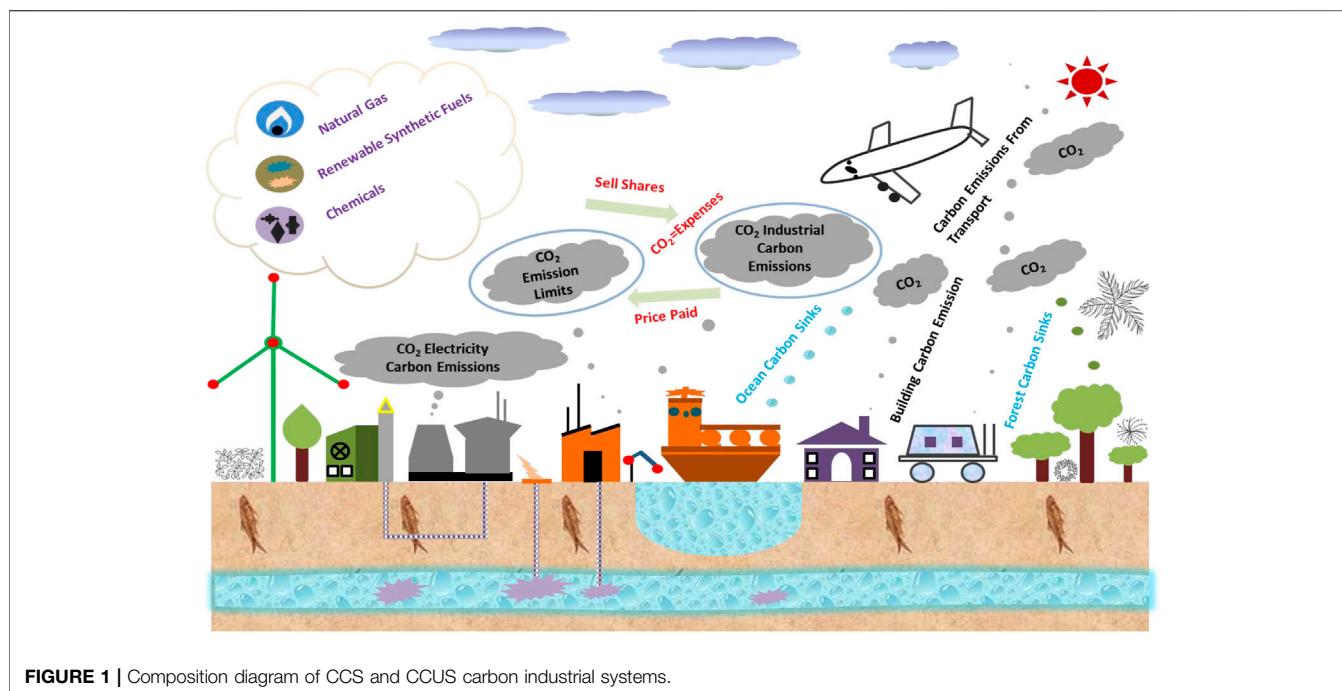 Natural Gas
Renewable Synthetic Fuels
Chemicals
Sell Shares
CO₂=Expenses
CO₂
Emission
Limits
CO₂ Industrial
Carbon
Emissions
Price Paid
CO₂ Electricity
Carbon Emissions
Ocean Carbon Sinks
CO₂
Building Carbon Emission
Carbon Emissions From
Transport
CO₂
CO₂
Forest Carbon Sinks
FIGURE 1 | Composition diagram of CCS and CCUS carbon industrial systems.